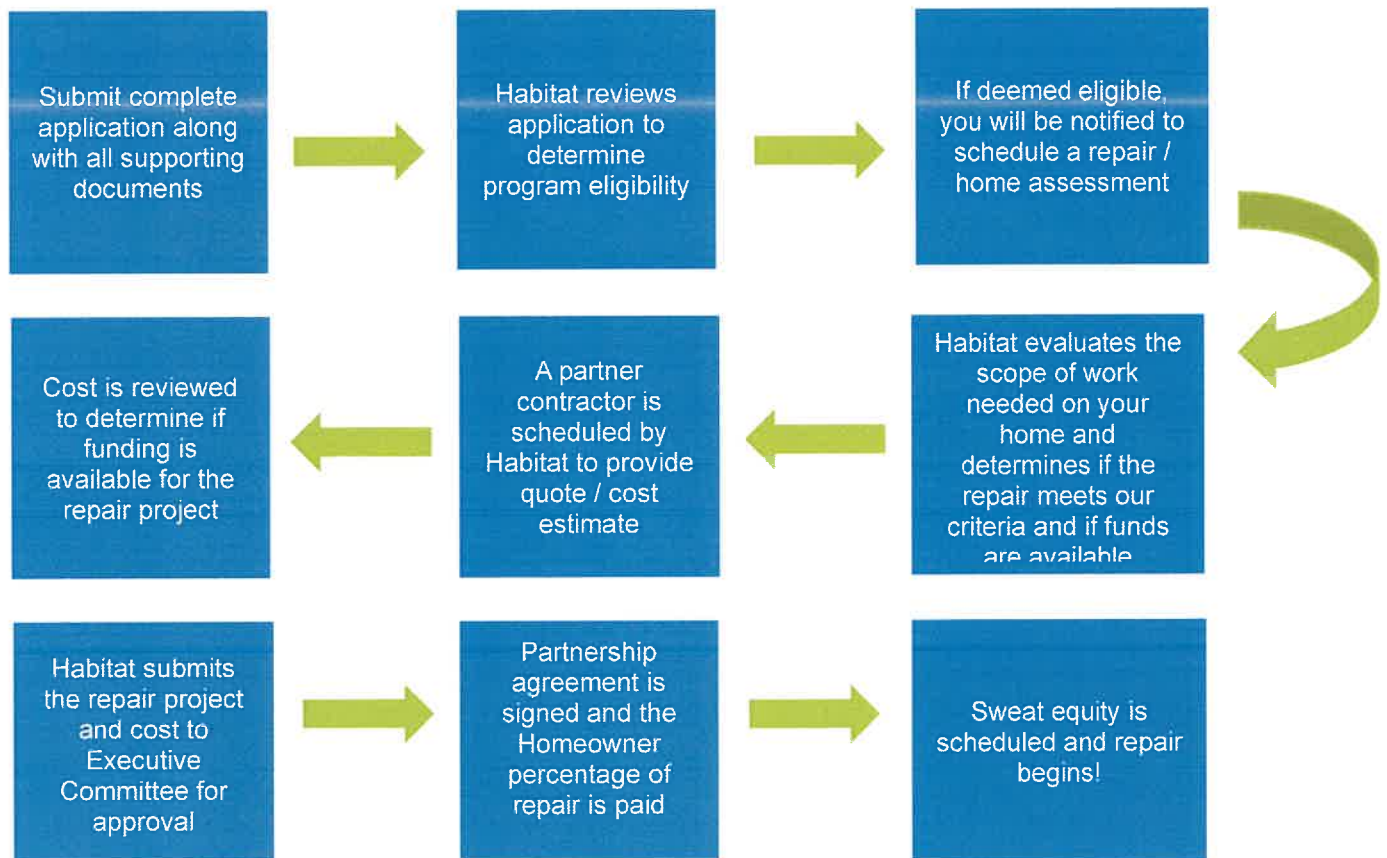 Submit complete
application along
with all supporting
documents
Habitat reviews
application to
determine
program eligibility
If deemed eligible,
you will be notified to
schedule a repair /
home assessment
Habitat evaluates the
scope of work
needed on your
home and
determines if the
repair meets our
criteria and if funds
are available
A partner
contractor is
scheduled by
Habitat to provide
quote / cost
estimate
Cost is reviewed
to determine if
funding is
available for the
repair project
Habitat submits
the repair project
and cost to
Executive
Committee for
approval
Partnership
agreement is
signed and the
Homeowner
percentage of
repair is paid
Sweat equity is
scheduled and repair
begins!